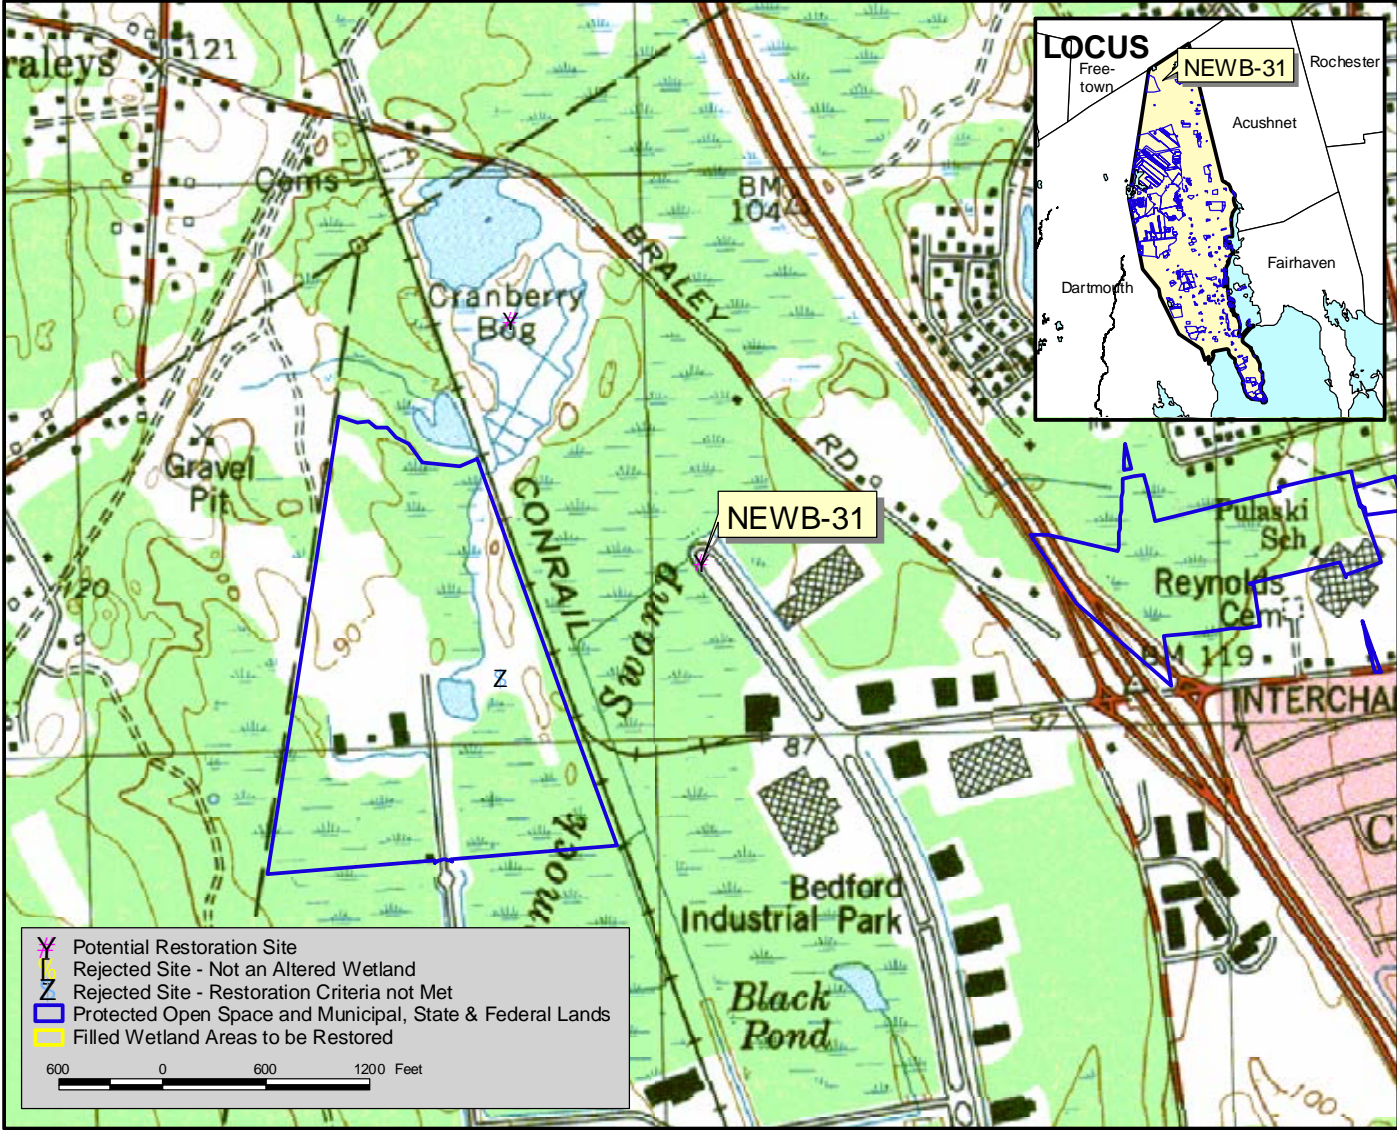 raleys
121
Cems
BM
104
BRALEY
RD
Cranberry
Bog
Gravel
Pit
120
90
CONRAIL
Swamp
NEWB-31
Pulaski
Sch
Reynolds
Cem
BM 119
INTERCHA
7
97
87
mock
Bedford
Industrial Park
Black
Pond
C
100
LOCUS
NEWB-31
Free-
town
Rochester
Acushnet
Fairhaven
Dartmouth
Y Potential Restoration Site
Rejected Site - Not an Altered Wetland
Z Rejected Site - Restoration Criteria not Met
Protected Open Space and Municipal, State & Federal Lands
Filled Wetland Areas to be Restored
600 0 600 1200 Feet
Y
Y
Z